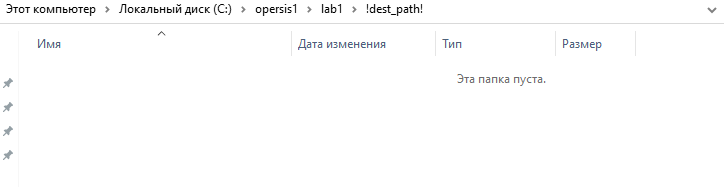 Этот компьютер > Локальный диск (C:) > opersis1 > lab1 > !dest_path!
Имя Дата изменения Тип Размер
Эта папка пуста.